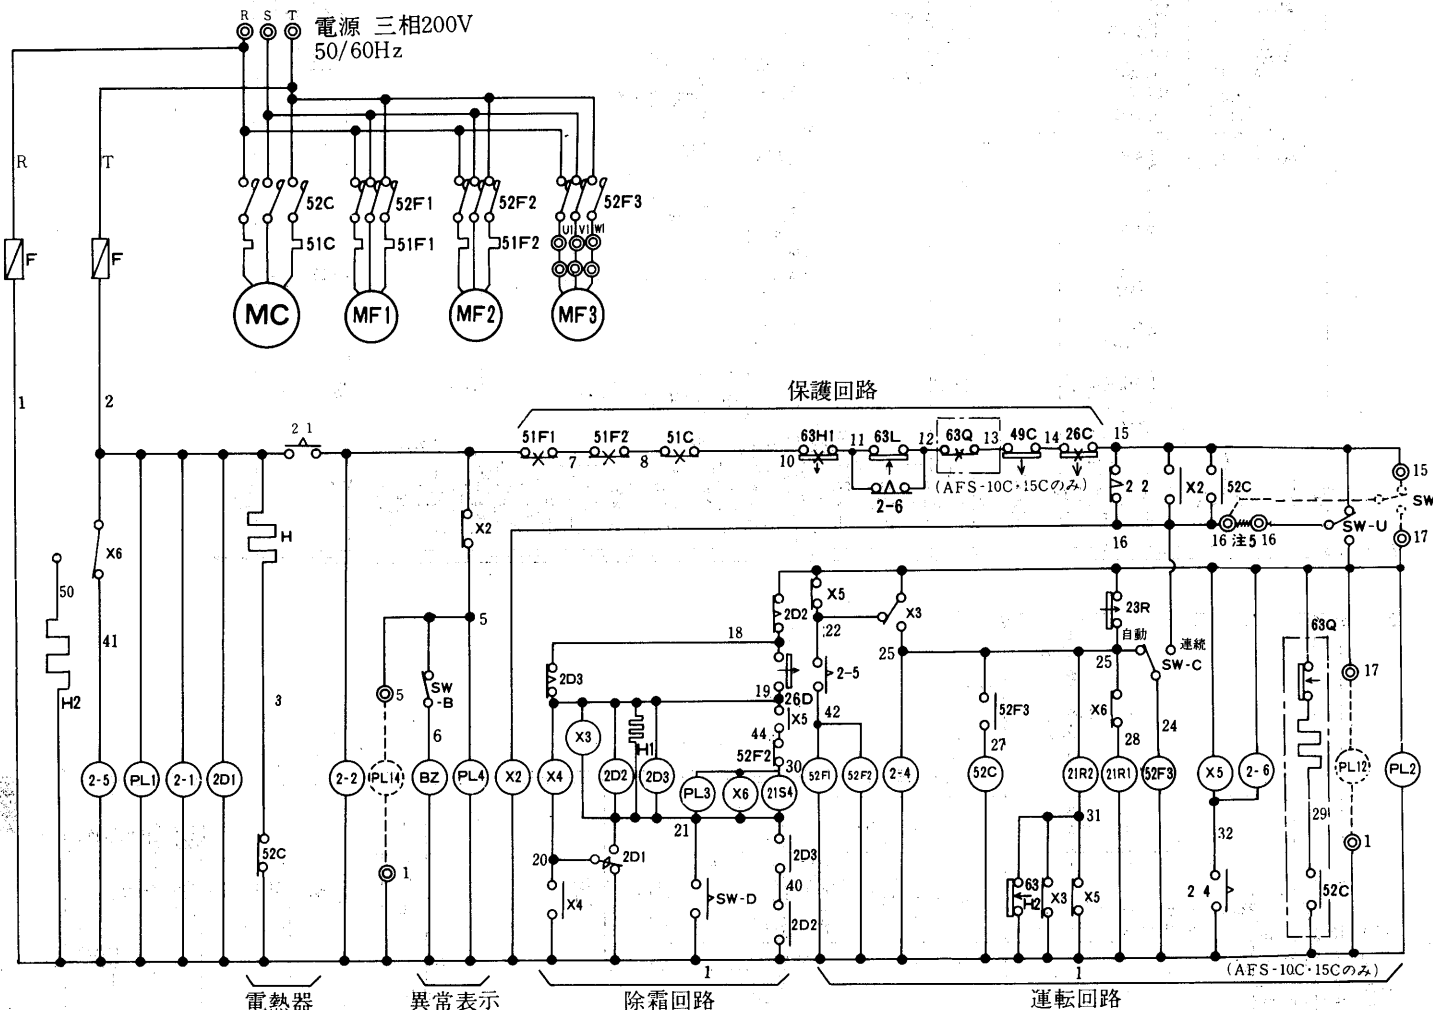 R S T
電源 三相200V
50/60Hz
R
T
52C
52F1
52F2
52F3
51C
51F1
51F2
U1 V1 W1
F
F
MC
MF1
MF2
MF3
1
2
保護回路
2 1
51F1
7
51F2
8
51C
63H1
10
11
63L
12
63Q
13
49C
14
26C
15
2-6
(AFS-10C・15Cのみ)
2 2
X2
52C
15
SW
SW-U
17
16
16 注5 16
H
X2
X6
50
41
H2
3
5
5
SW
-B
6
18
2D2
X5
22
X3
23R
自動
連続
25
25
SW-C
63Q
17
2D3
19
26D
X5
2-5
42
44
52F2
30
52F3
27
X6
28
24
2-5
PL1
2-1
2D1
2-2
PL14
BZ
PL4
X2
X4
X3
2D2
H1
2D3
PL3
X6
21S4
52F1
52F2
2-4
52C
21R2
21R1
52F3
X5
2-6
PL12
PL2
21
31
32
29
1
1
52C
20
2D1
X4
SW-D
2D3
40
2D2
63
H2
X3
X5
2 4
52C
1
1
(AFS-10C・15Cのみ)
電熱器
異常表示
除霜回路
運転回路